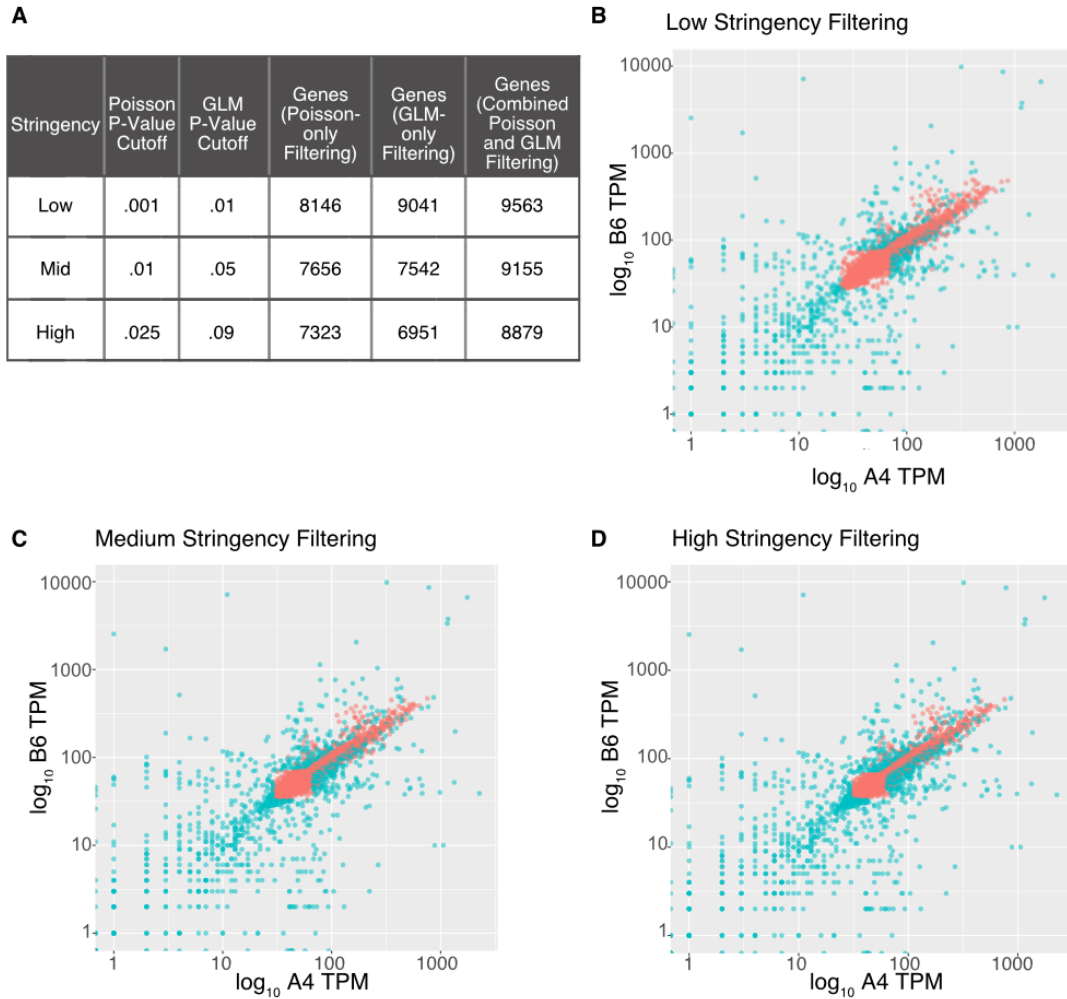 A
Stringency Poisson P-Value Cutoff GLM P-Value Cutoff Genes (Poisson-only Filtering) Genes (GLM-only Filtering) Genes (Combined Poisson and GLM Filtering)
Low .001 .01 8146 9041 9563
Mid .01 .05 7656 7542 9155
High .025 .09 7323 6951 8879
B Low Stringency Filtering
10000
1000
100
10
1
log10 B6 TPM
1 10 100 1000
log10 A4 TPM
C Medium Stringency Filtering
10000
1000
100
10
1
log10 B6 TPM
1 10 100 1000
log10 A4 TPM
D High Stringency Filtering
10000
1000
100
10
1
log10 B6 TPM
1 10 100 1000
log10 A4 TPM